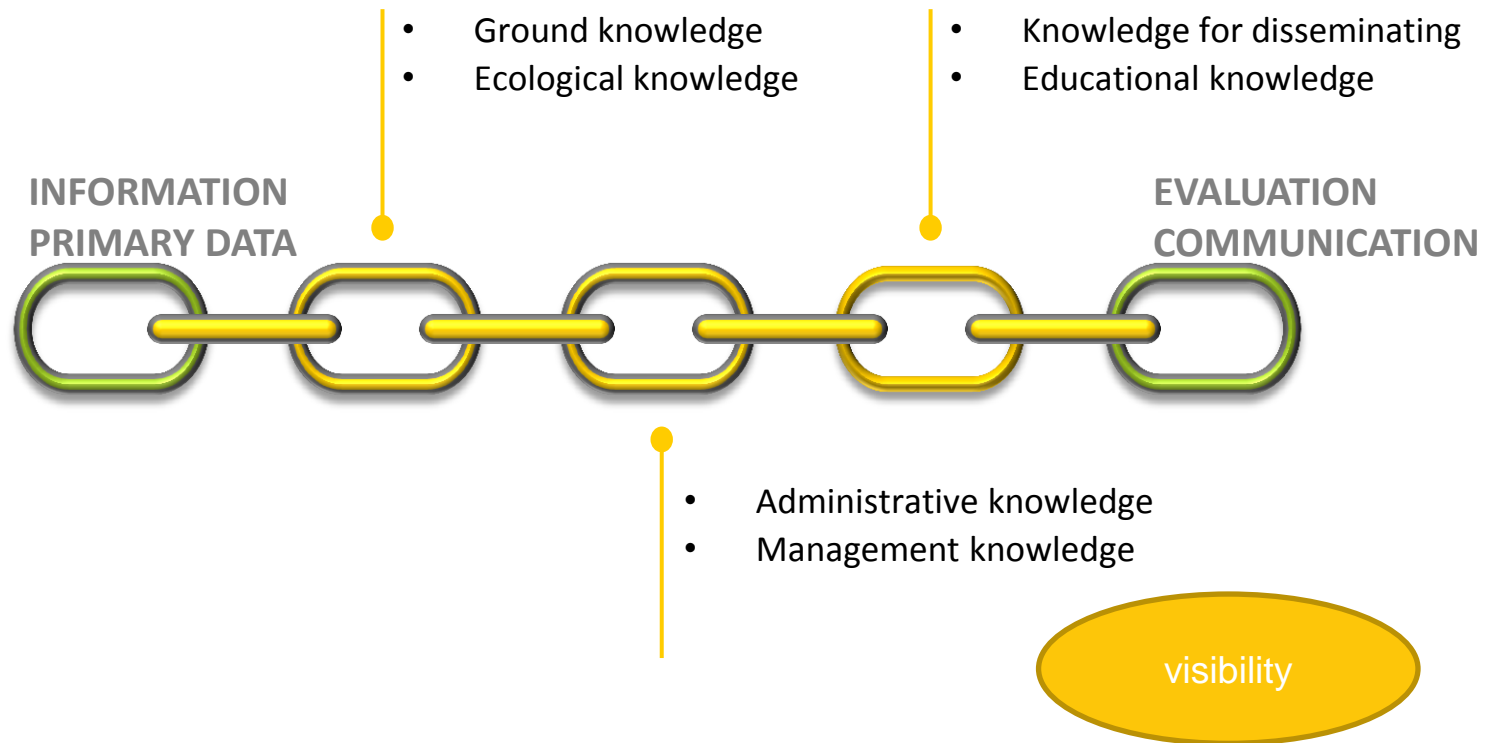 • Ground knowledge
• Ecological knowledge
• Knowledge for disseminating
• Educational knowledge
INFORMATION
PRIMARY DATA
EVALUATION
COMMUNICATION
• Administrative knowledge
• Management knowledge
visibility